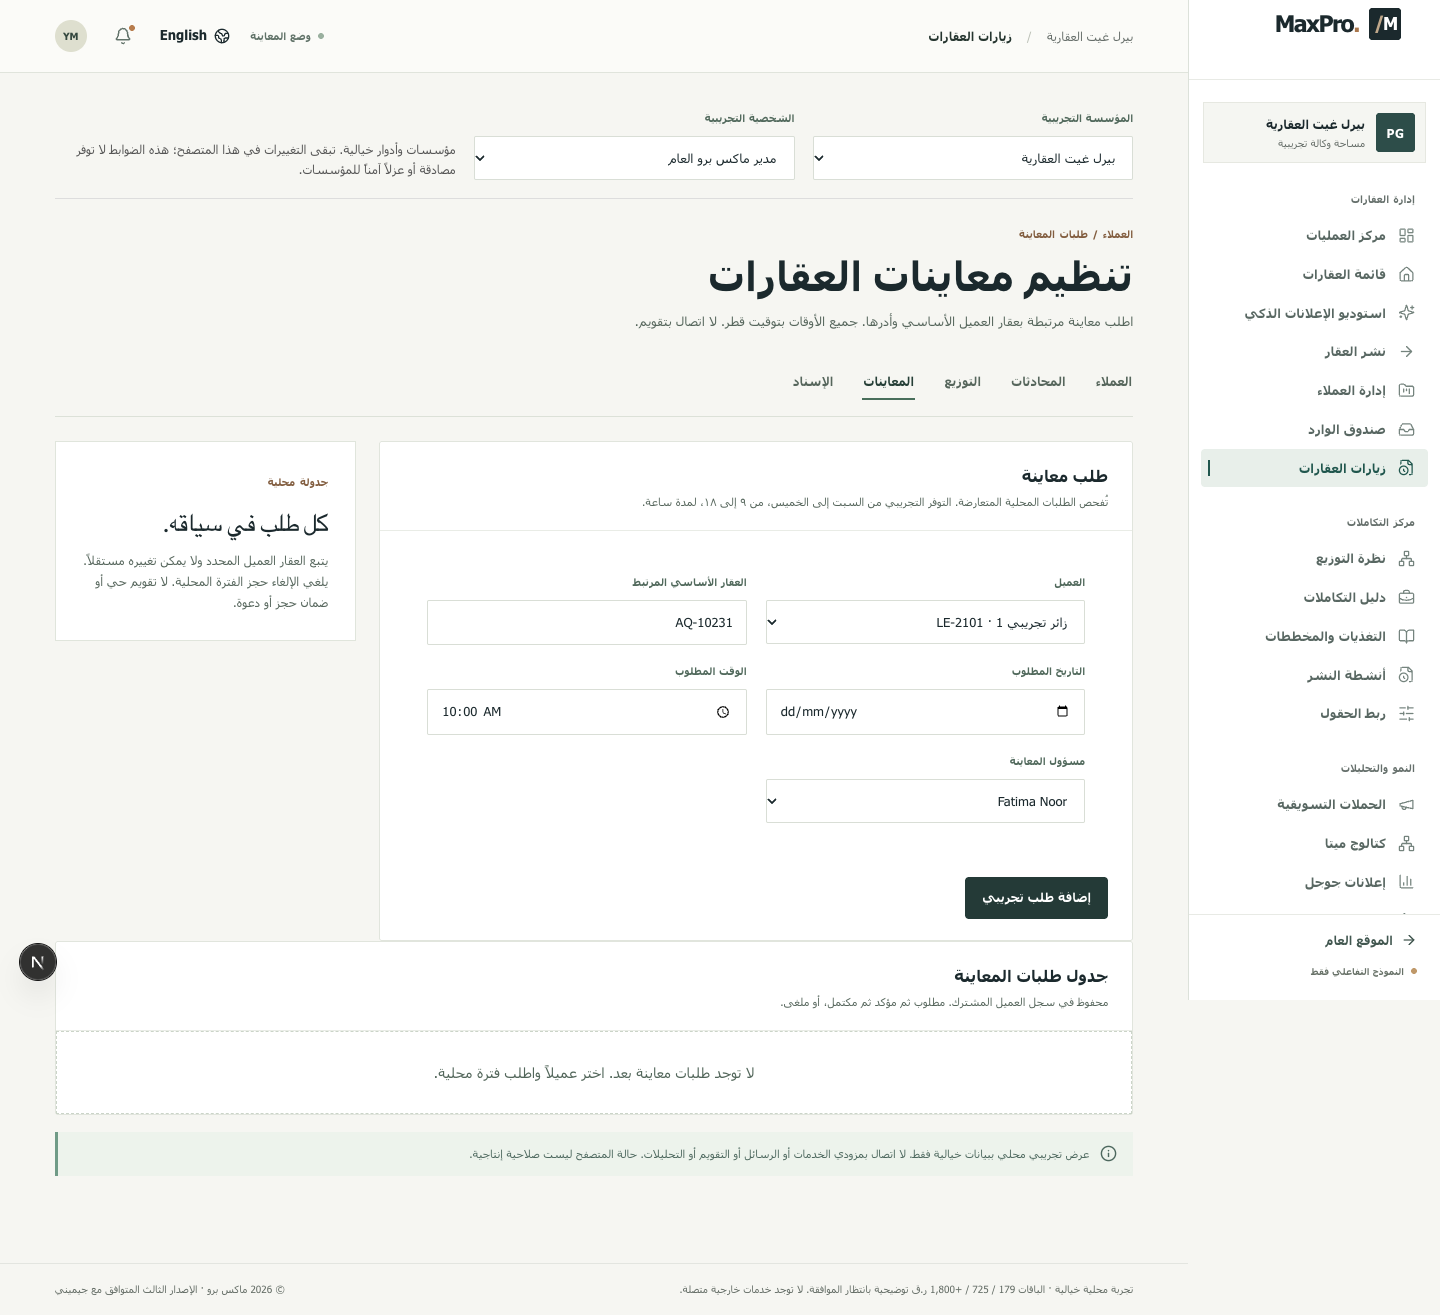 MaxPro.
/M
بيرل غيت العقارية
مساحة وكالة تجريبية
PG
إدارة العقارات
مركز العمليات
قائمة العقارات
استوديو الإعلانات الذكي
نشر العقار
إدارة العملاء
صندوق الوارد
زيارات العقارات
مركز التكاملات
نظرة التوزيع
دليل التكاملات
التغذيات والمخططات
أنشطة النشر
ربط الحقول
النمو والتحليلات
الحملات التسويقية
كتالوج ميتا
إعلانات جوجل
الموقع العام
النموذج التفاعلي فقط
بيرل غيت العقارية / زيارات العقارات
وضع المعاينة
English
YM
المؤسسة التجريبية
بيرل غيت العقارية
الشخصية التجريبية
مدير ماكس برو العام
مؤسسات وأدوار خيالية. تبقى التغييرات في هذا المتصفح؛ هذه الضوابط لا توفر
مصادقة أو عزلاً آمناً للمؤسسات.
العملاء / طلبات المعاينة
تنظيم معاينات العقارات
اطلب معاينة مرتبطة بعقار العميل الأساسي وأدرها. جميع الأوقات بتوقيت قطر. لا اتصال بتقويم.
العملاء
المحادثات
التوزيع
المعاينات
الإسناد
طلب معاينة
تُفحص الطلبات المحلية المتعارضة. التوفر التجريبي من السبت إلى الخميس، من ٩ إلى ١٨، لمدة ساعة.
العميل
زائر تجريبي 1 · LE-2101
العقار الأساسي المرتبط
AQ-10231
التاريخ المطلوب
dd/mm/yyyy
الوقت المطلوب
10:00 AM
مسؤول المعاينة
Fatima Noor
إضافة طلب تجريبي
جدولة محلية
كل طلب في سياقه.
يتبع العقار العميل المحدد ولا يمكن تغييره مستقلاً.
يلغي الإلغاء حجز الفترة المحلية. لا تقويم حي أو
ضمان حجز أو دعوة.
جدول طلبات المعاينة
محفوظ في سجل العميل المشترك. مطلوب ثم مؤكد ثم مكتمل، أو ملغى.
لا توجد طلبات معاينة بعد. اختر عميلاً واطلب فترة محلية.
عرض تجريبي محلي ببيانات خيالية فقط. لا اتصال بمزودي الخدمات أو الرسائل أو التقويم أو التحليلات. حالة المتصفح ليست صلاحية إنتاجية.
تجربة محلية خيالية · الباقات 179 / 725 / +1,800 ر.ق توضيحية بانتظار الموافقة. لا توجد خدمات خارجية متصلة.
© 2026 ماكس برو · الإصدار الثالث المتوافق مع جيميني
N